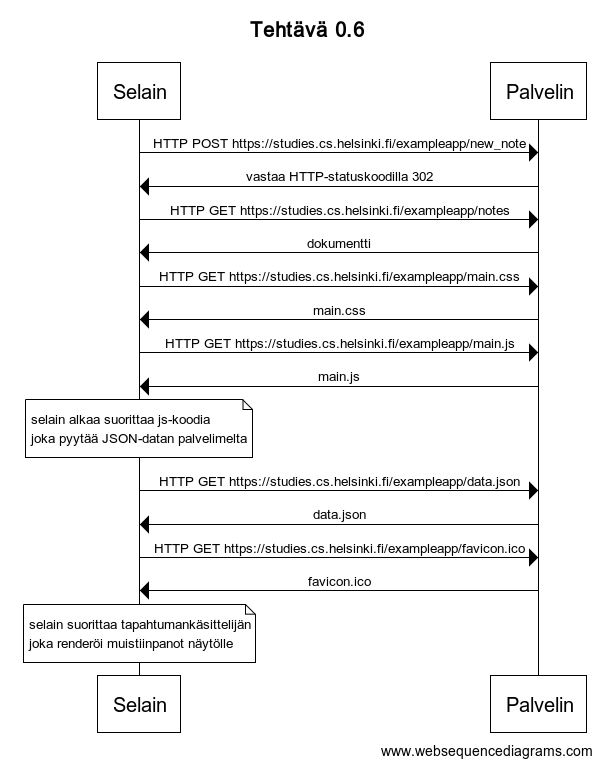 Tehtävä 0.6
Selain
Palvelin
HTTP POST https://studies.cs.helsinki.fi/exampleapp/new_note
vastaa HTTP-statuskoodilla 302
HTTP GET https://studies.cs.helsinki.fi/exampleapp/notes
dokumentti
HTTP GET https://studies.cs.helsinki.fi/exampleapp/main.css
main.css
HTTP GET https://studies.cs.helsinki.fi/exampleapp/main.js
main.js
selain alkaa suorittaa js-koodia
joka pyytää JSON-datan palvelimelta
HTTP GET https://studies.cs.helsinki.fi/exampleapp/data.json
data.json
HTTP GET https://studies.cs.helsinki.fi/exampleapp/favicon.ico
favicon.ico
selain suorittaa tapahtumankäsittelijän
joka renderöi muistiinpanot näytölle
Selain
Palvelin
www.websequencediagrams.com